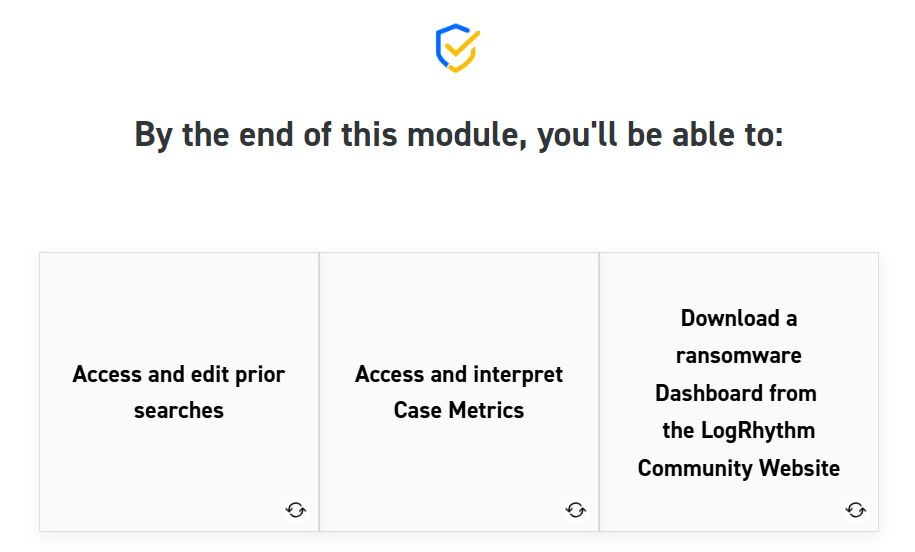 By the end of this module, you'll be able to:
Access and edit prior
searches
Access and interpret
Case Metrics
Download a
ransomware
Dashboard from
the LogRhythm
Community Website